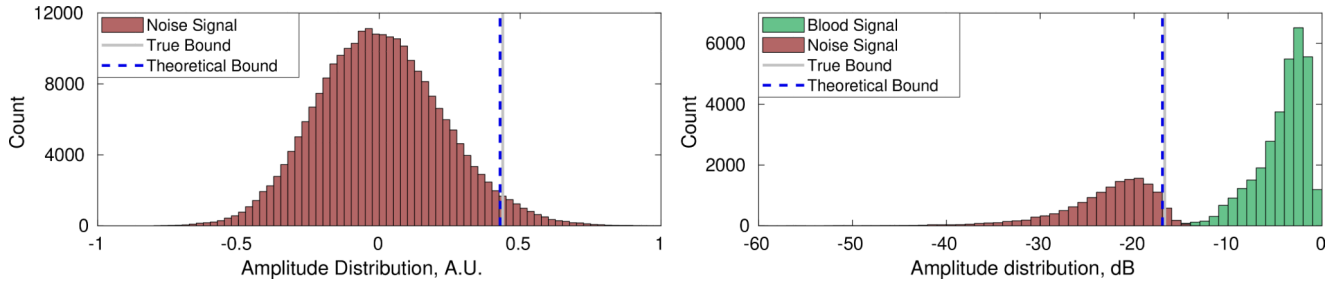 12000
8000
4000
0
Count
Noise Signal
True Bound
Theoretical Bound
-1
-0.5
0
0.5
1
Amplitude Distribution, A.U.
6000
4000
2000
0
Count
Blood Signal
Noise Signal
True Bound
Theoretical Bound
-60
-50
-40
-30
-20
-10
0
Amplitude distribution, dB